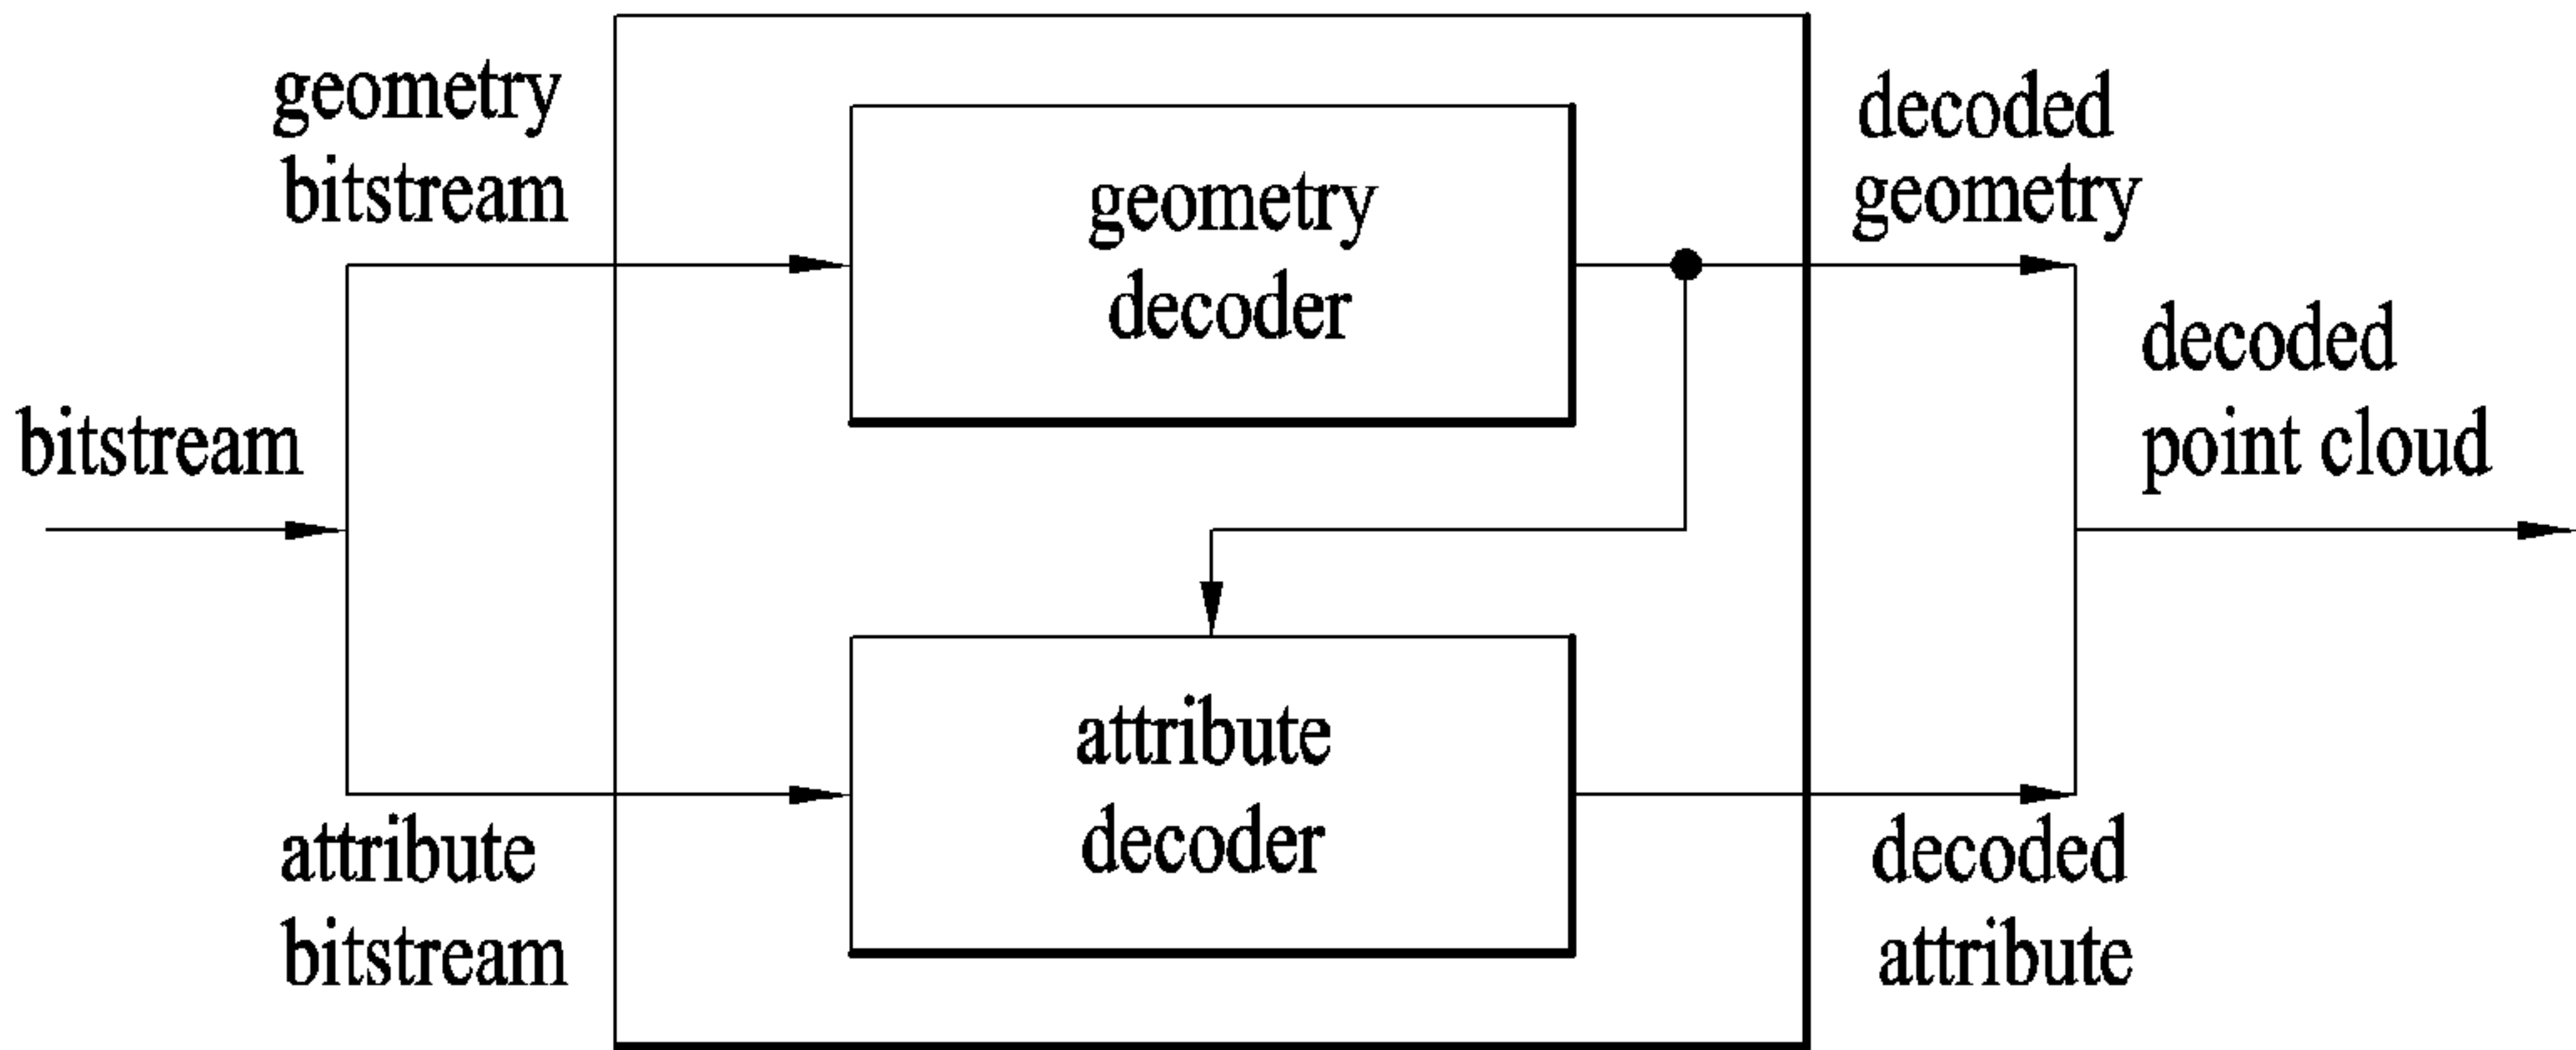 geometry
bitstream
geometry
decoder
decoded
geometry
bitstream
decoded
point cloud
attribute
bitstream
attribute
decoder
decoded
attribute